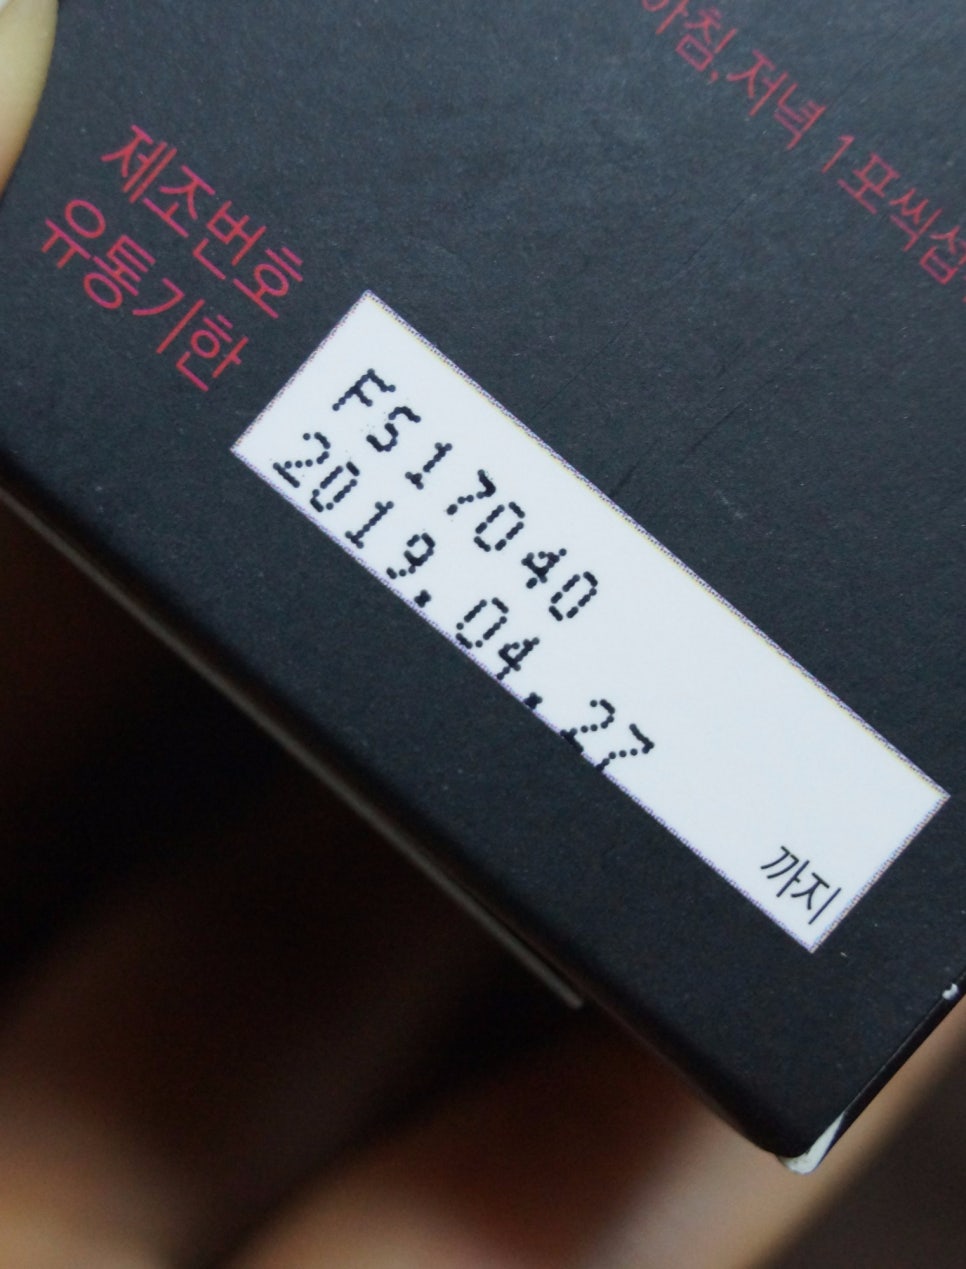 아침, 저녁 1포씩 섭
제조번호
유통기한
FS17040
2019.04.27
까지